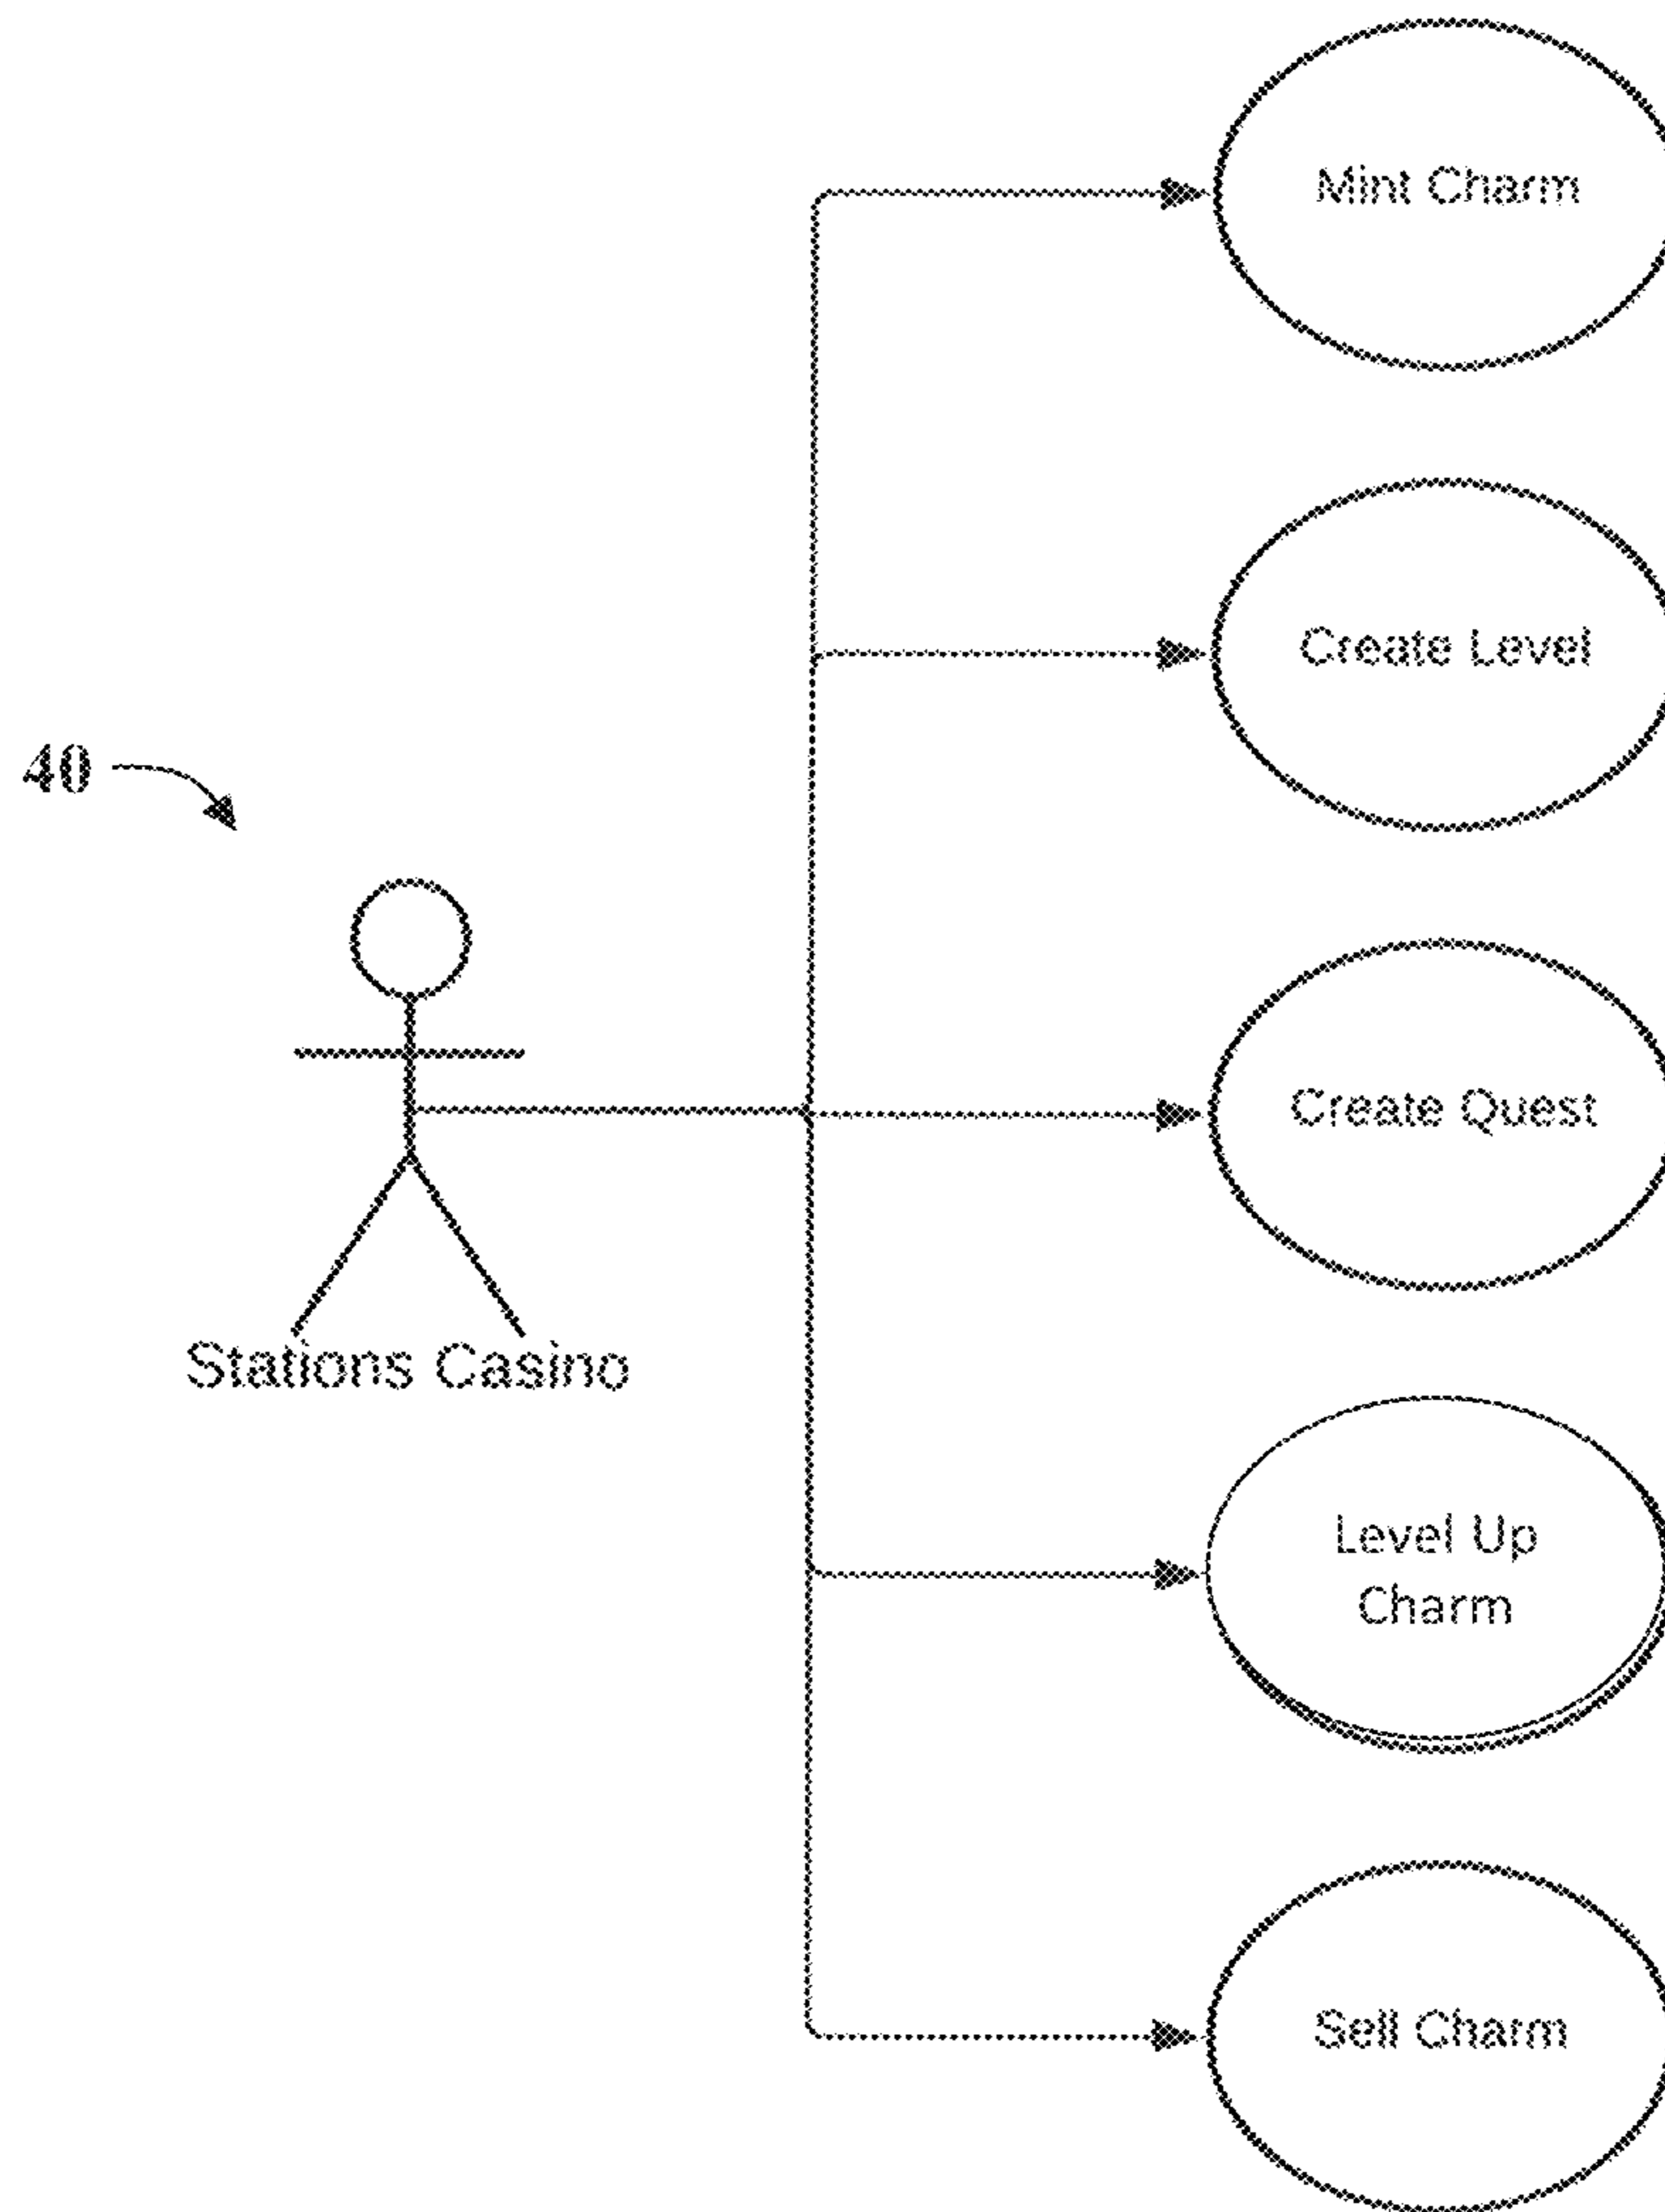 Mint Charm
Create Level
40
Create Quest
Stations Casino
Level Up
Charm
Sell Charm